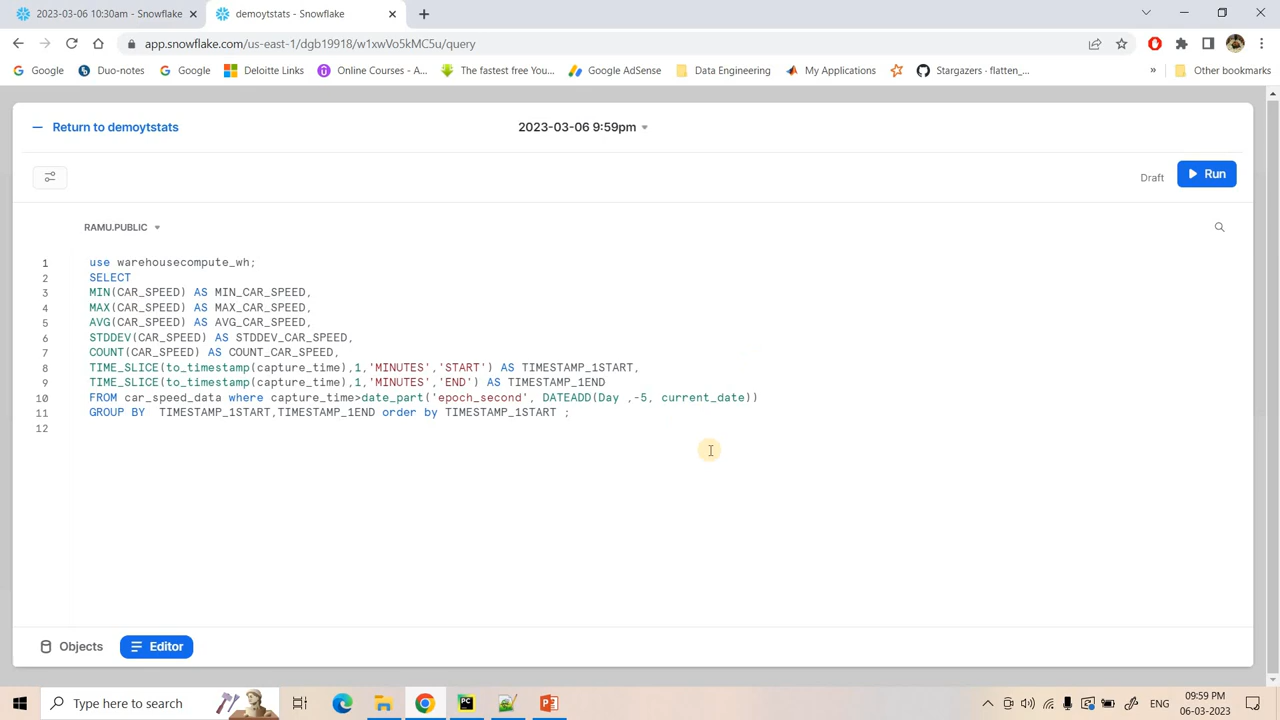 2023-03-06 10:30am - Snowflake
demoytstats - Snowflake
app.snowflake.com/us-east-1/dgb19918/w1xwVo5kMC5u/query
Google
Duo-notes
Google
Deloitte Links
Online Courses - A...
The fastest free You...
Google AdSense
Data Engineering
My Applications
Stargazers · flatten_...
»
Other bookmarks
Return to demoytstats
2023-03-06 9:59pm
Draft
Run
RAMU.PUBLIC
1 use warehousecompute_wh;
2 SELECT
3 MIN(CAR_SPEED) AS MIN_CAR_SPEED,
4 MAX(CAR_SPEED) AS MAX_CAR_SPEED,
5 AVG(CAR_SPEED) AS AVG_CAR_SPEED,
6 STDDEV(CAR_SPEED) AS STDDEV_CAR_SPEED,
7 COUNT(CAR_SPEED) AS COUNT_CAR_SPEED,
8 TIME_SLICE(to_timestamp(capture_time),1,'MINUTES','START') AS TIMESTAMP_1START,
9 TIME_SLICE(to_timestamp(capture_time),1,'MINUTES','END') AS TIMESTAMP_1END
10 FROM car_speed_data where capture_time>date_part('epoch_second', DATEADD(Day ,-5, current_date))
11 GROUP BY  TIMESTAMP_1START,TIMESTAMP_1END order by TIMESTAMP_1START ;
12
Objects
Editor
Type here to search
PC
ENG
09:59 PM
06-03-2023